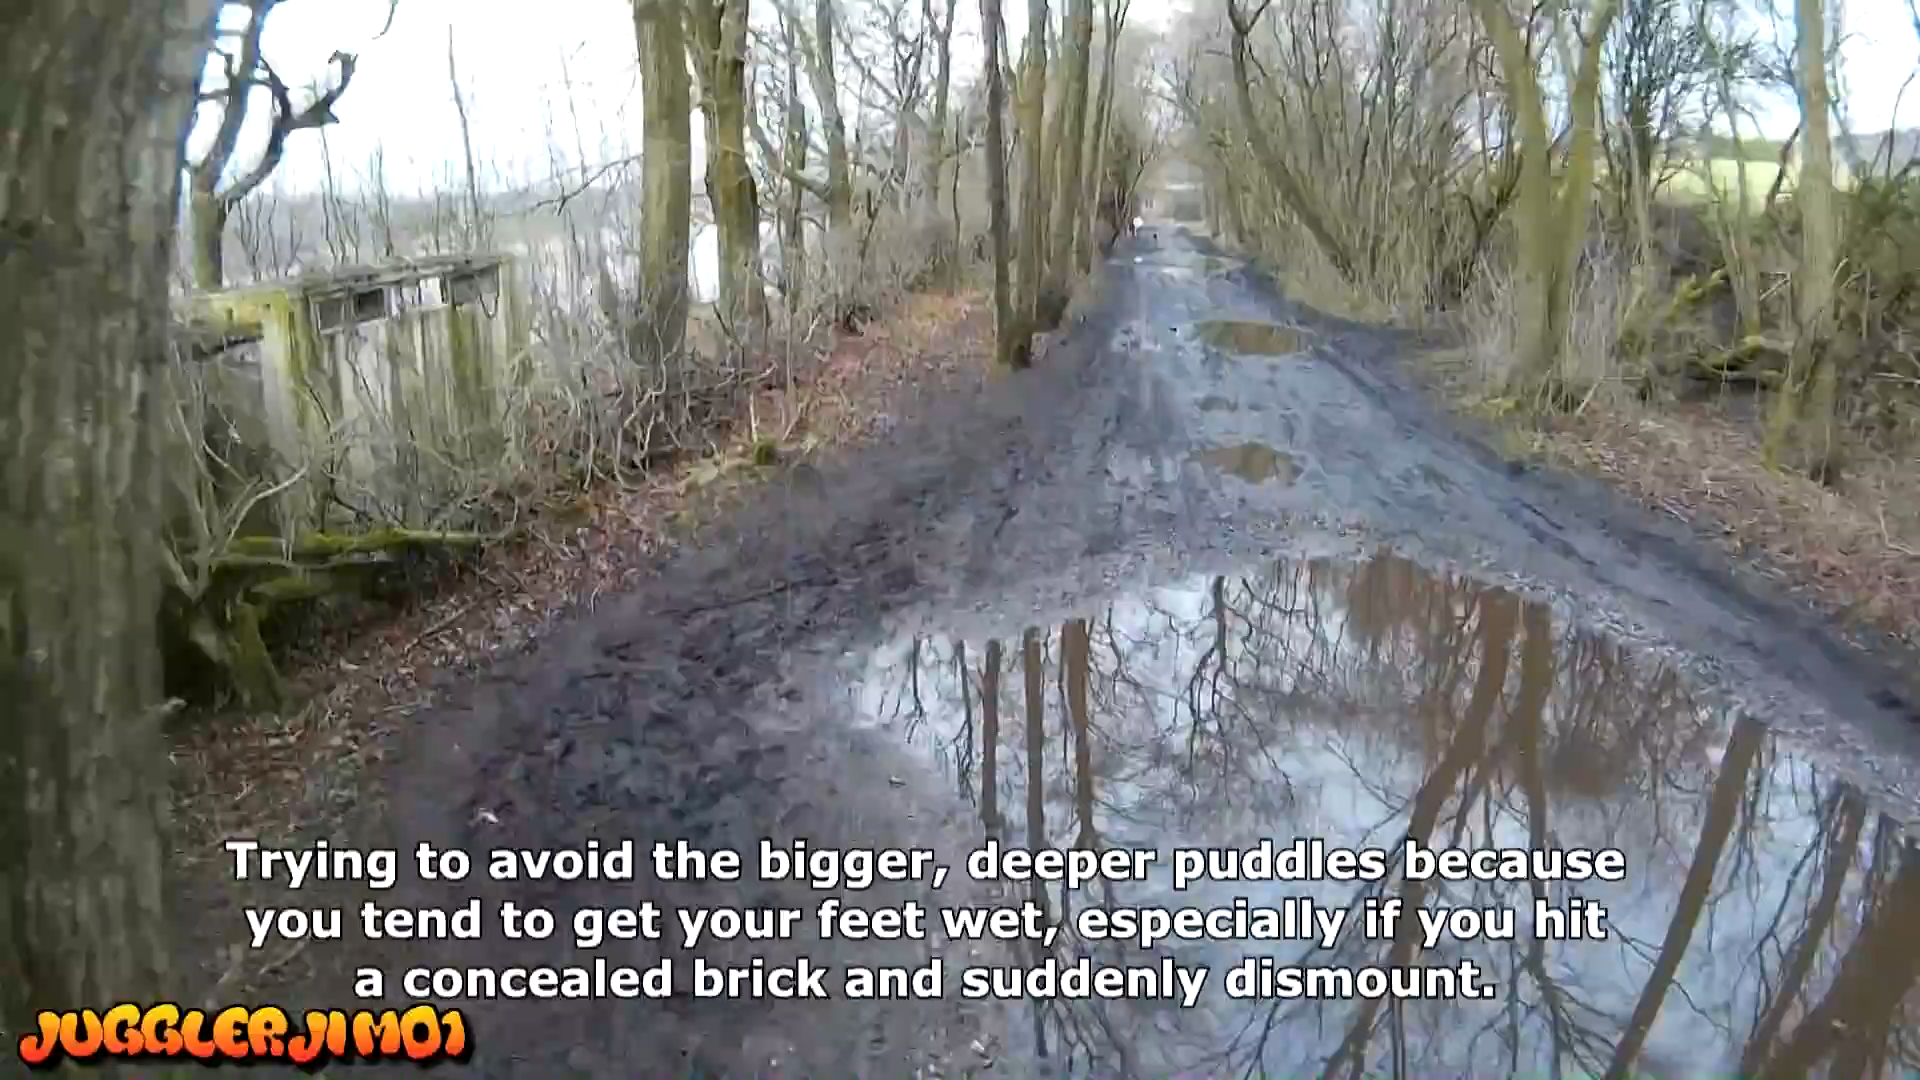 Trying to avoid the bigger, deeper puddles because
you tend to get your feet wet, especially if you hit
a concealed brick and suddenly dismount.
JUGGLERJIM01